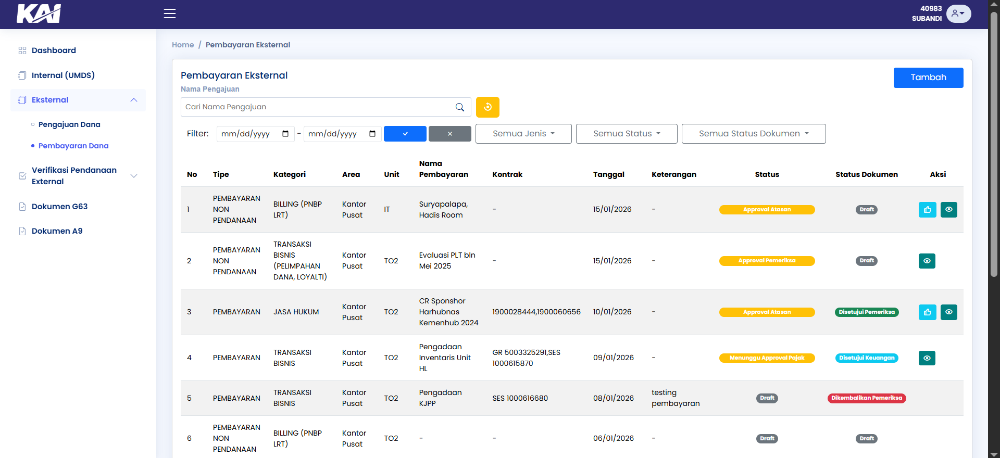 KAI
40983
SUBANDI
Dashboard
Internal (UMDS)
Eksternal
Pengajuan Dana
Pembayaran Dana
Verifikasi Pendanaan
External
Dokumen G63
Dokumen A9
Home / Pembayaran Eksternal
Pembayaran Eksternal
Tambah
Nama Pengajuan
Cari Nama Pengajuan
Filter: mm/dd/yyyy - mm/dd/yyyy Semua Jenis Semua Status Semua Status Dokumen
No Tipe Kategori Area Unit Nama Pembayaran Kontrak Tanggal Keterangan Status Status Dokumen Aksi
1 PEMBAYARAN NON PENDANAAN BILLING (PNBP LRT) Kantor Pusat IT Suryapalapa, Hadis Room - 15/01/2026 - Approval Atasan Draft
2 PEMBAYARAN NON PENDANAAN TRANSAKSI BISNIS (PELIMPAHAN DANA, LOYALTI) Kantor Pusat TO2 Evaluasi PLT bln Mei 2025 - 15/01/2026 - Approval Pemeriksa Draft
3 PEMBAYARAN JASA HUKUM Kantor Pusat TO2 CR Sponshor Harhubnas Kemenhub 2024 1900028444,1900060656 10/01/2026 - Approval Atasan Disetujui Pemeriksa
4 PEMBAYARAN TRANSAKSI BISNIS Kantor Pusat TO2 Pengadaan Inventaris Unit HL GR 5003325291,SES 1000615870 09/01/2026 - Menunggu Approval Pajak Disetujui Keuangan
5 PEMBAYARAN TRANSAKSI BISNIS Kantor Pusat TO2 Pengadaan KJPP SES 1000616680 08/01/2026 testing pembayaran Draft Dikembalikan Pemeriksa
6 PEMBAYARAN NON PENDANAAN BILLING (PNBP LRT) Kantor Pusat TO2 - - 06/01/2026 - Draft Draft